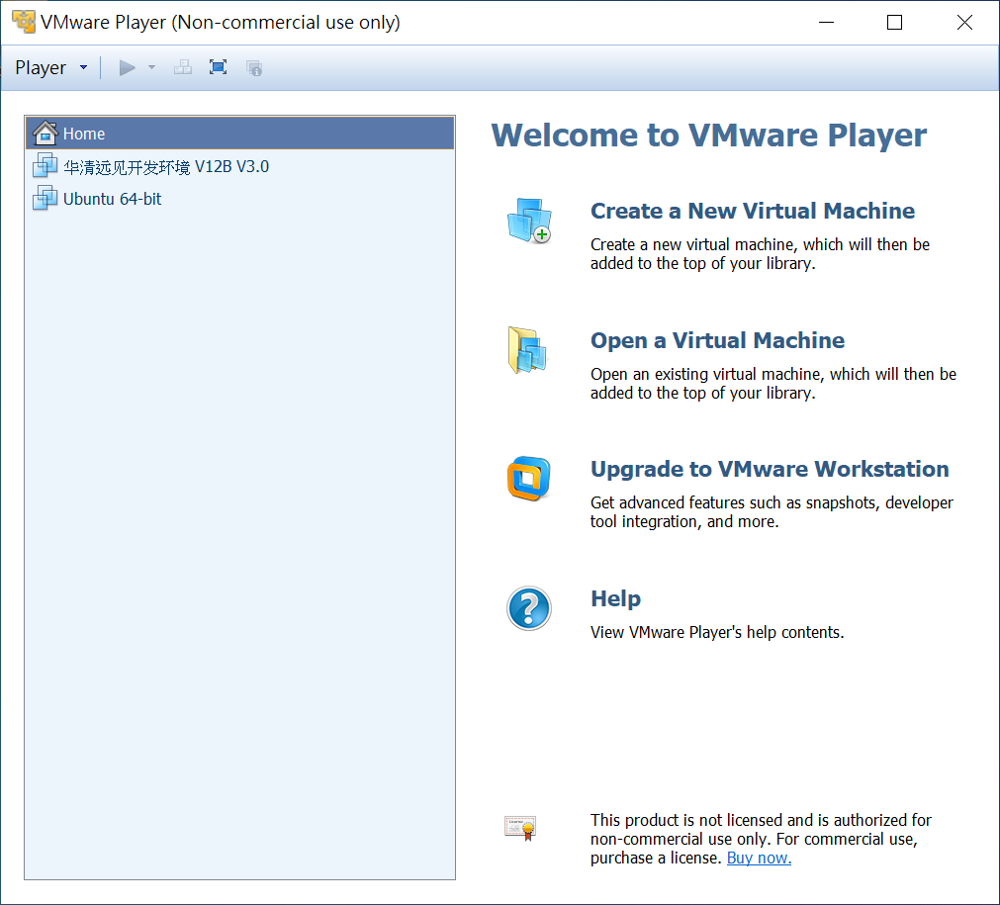 VMware Player (Non-commercial use only)
Player
Home
华清远见开发环境 V12B V3.0
Ubuntu 64-bit
Welcome to VMware Player
Create a New Virtual Machine
Create a new virtual machine, which will then be
added to the top of your library.
Open a Virtual Machine
Open an existing virtual machine, which will then be
added to the top of your library.
Upgrade to VMware Workstation
Get advanced features such as snapshots, developer
tool integration, and more.
Help
View VMware Player's help contents.
This product is not licensed and is authorized for
non-commercial use only. For commercial use,
purchase a license. Buy now.